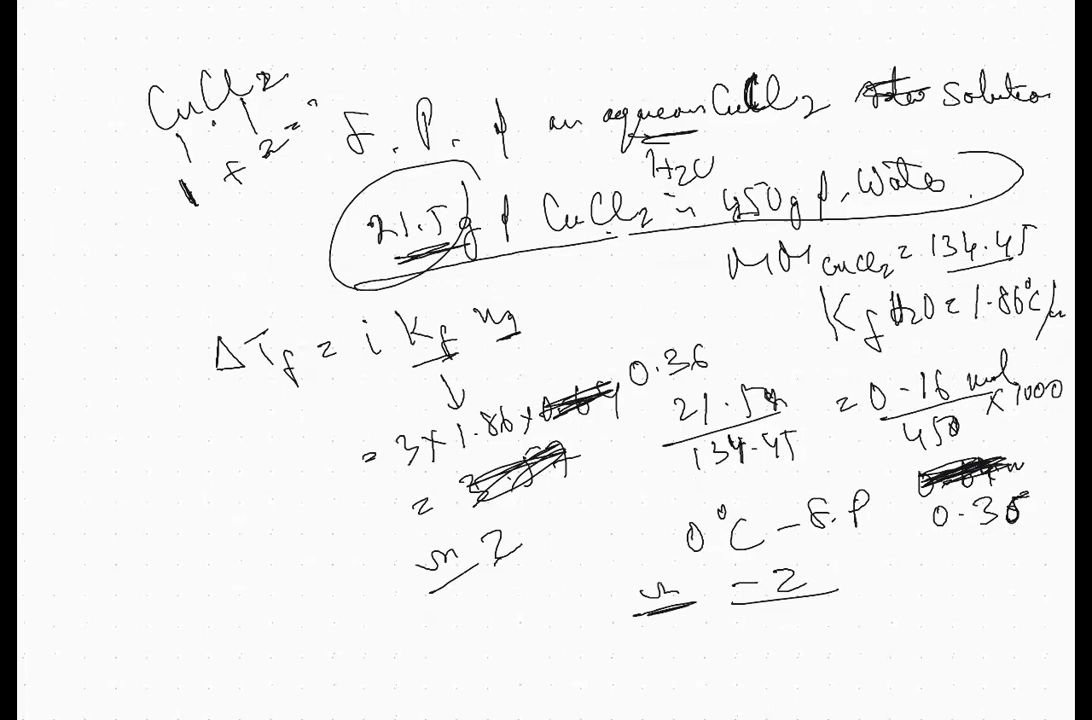 CuCl2 F.P. of an aqueous CuCl2 solution
1 + 2 = H2O
21.5g of CuCl2 in 450g of water
MM CuCl2 = 134.45
Kf H2O = 1.86°C/m
ΔTf = i Kf
= 3 × 1.86 × 0.36
21.5 / 134.45 = 0.16 mol / 450 × 1000
0.36
= 2
0°C - F.P
-2